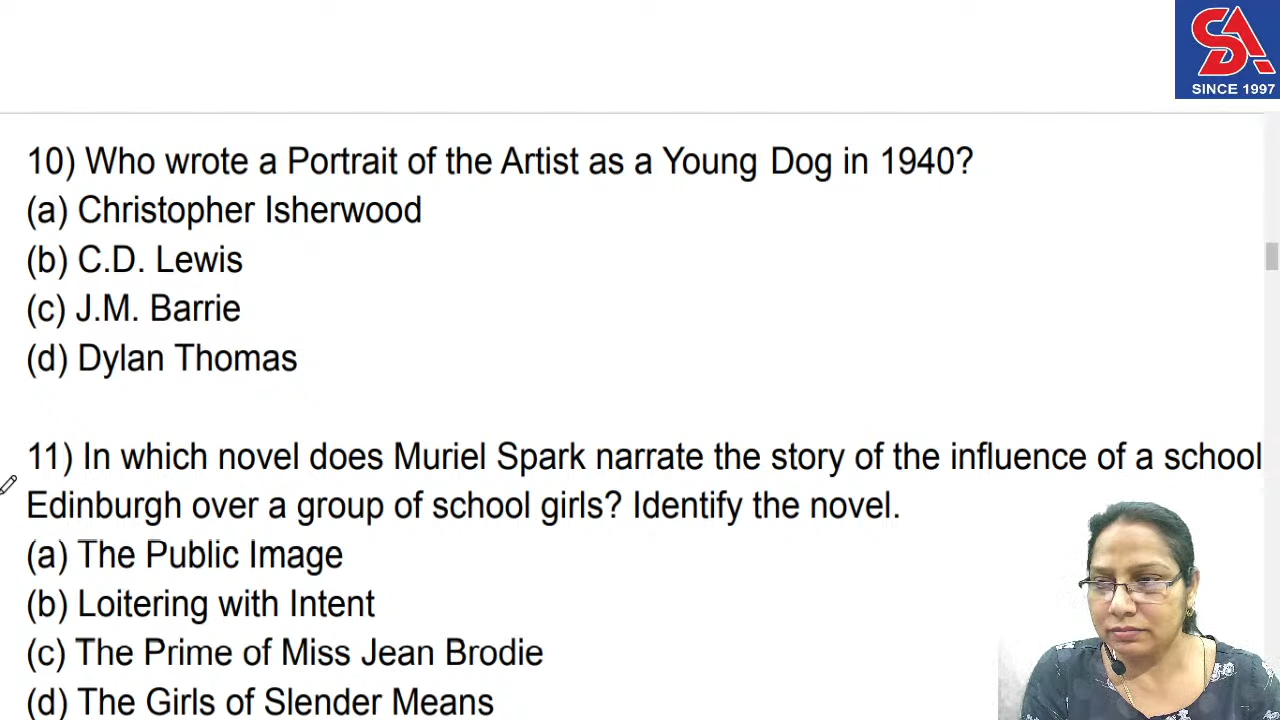 SDA
SINCE 1997
10) Who wrote a Portrait of the Artist as a Young Dog in 1940?
(a) Christopher Isherwood
(b) C.D. Lewis
(c) J.M. Barrie
(d) Dylan Thomas
11) In which novel does Muriel Spark narrate the story of the influence of a school
Edinburgh over a group of school girls? Identify the novel.
(a) The Public Image
(b) Loitering with Intent
(c) The Prime of Miss Jean Brodie
(d) The Girls of Slender Means